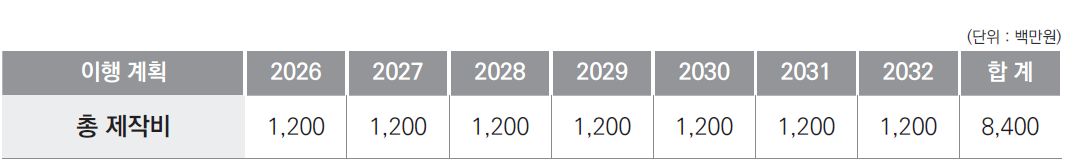 (단위 : 백만원)
이행 계획 2026 2027 2028 2029 2030 2031 2032 합 계
총 제작비 1,200 1,200 1,200 1,200 1,200 1,200 1,200 8,400